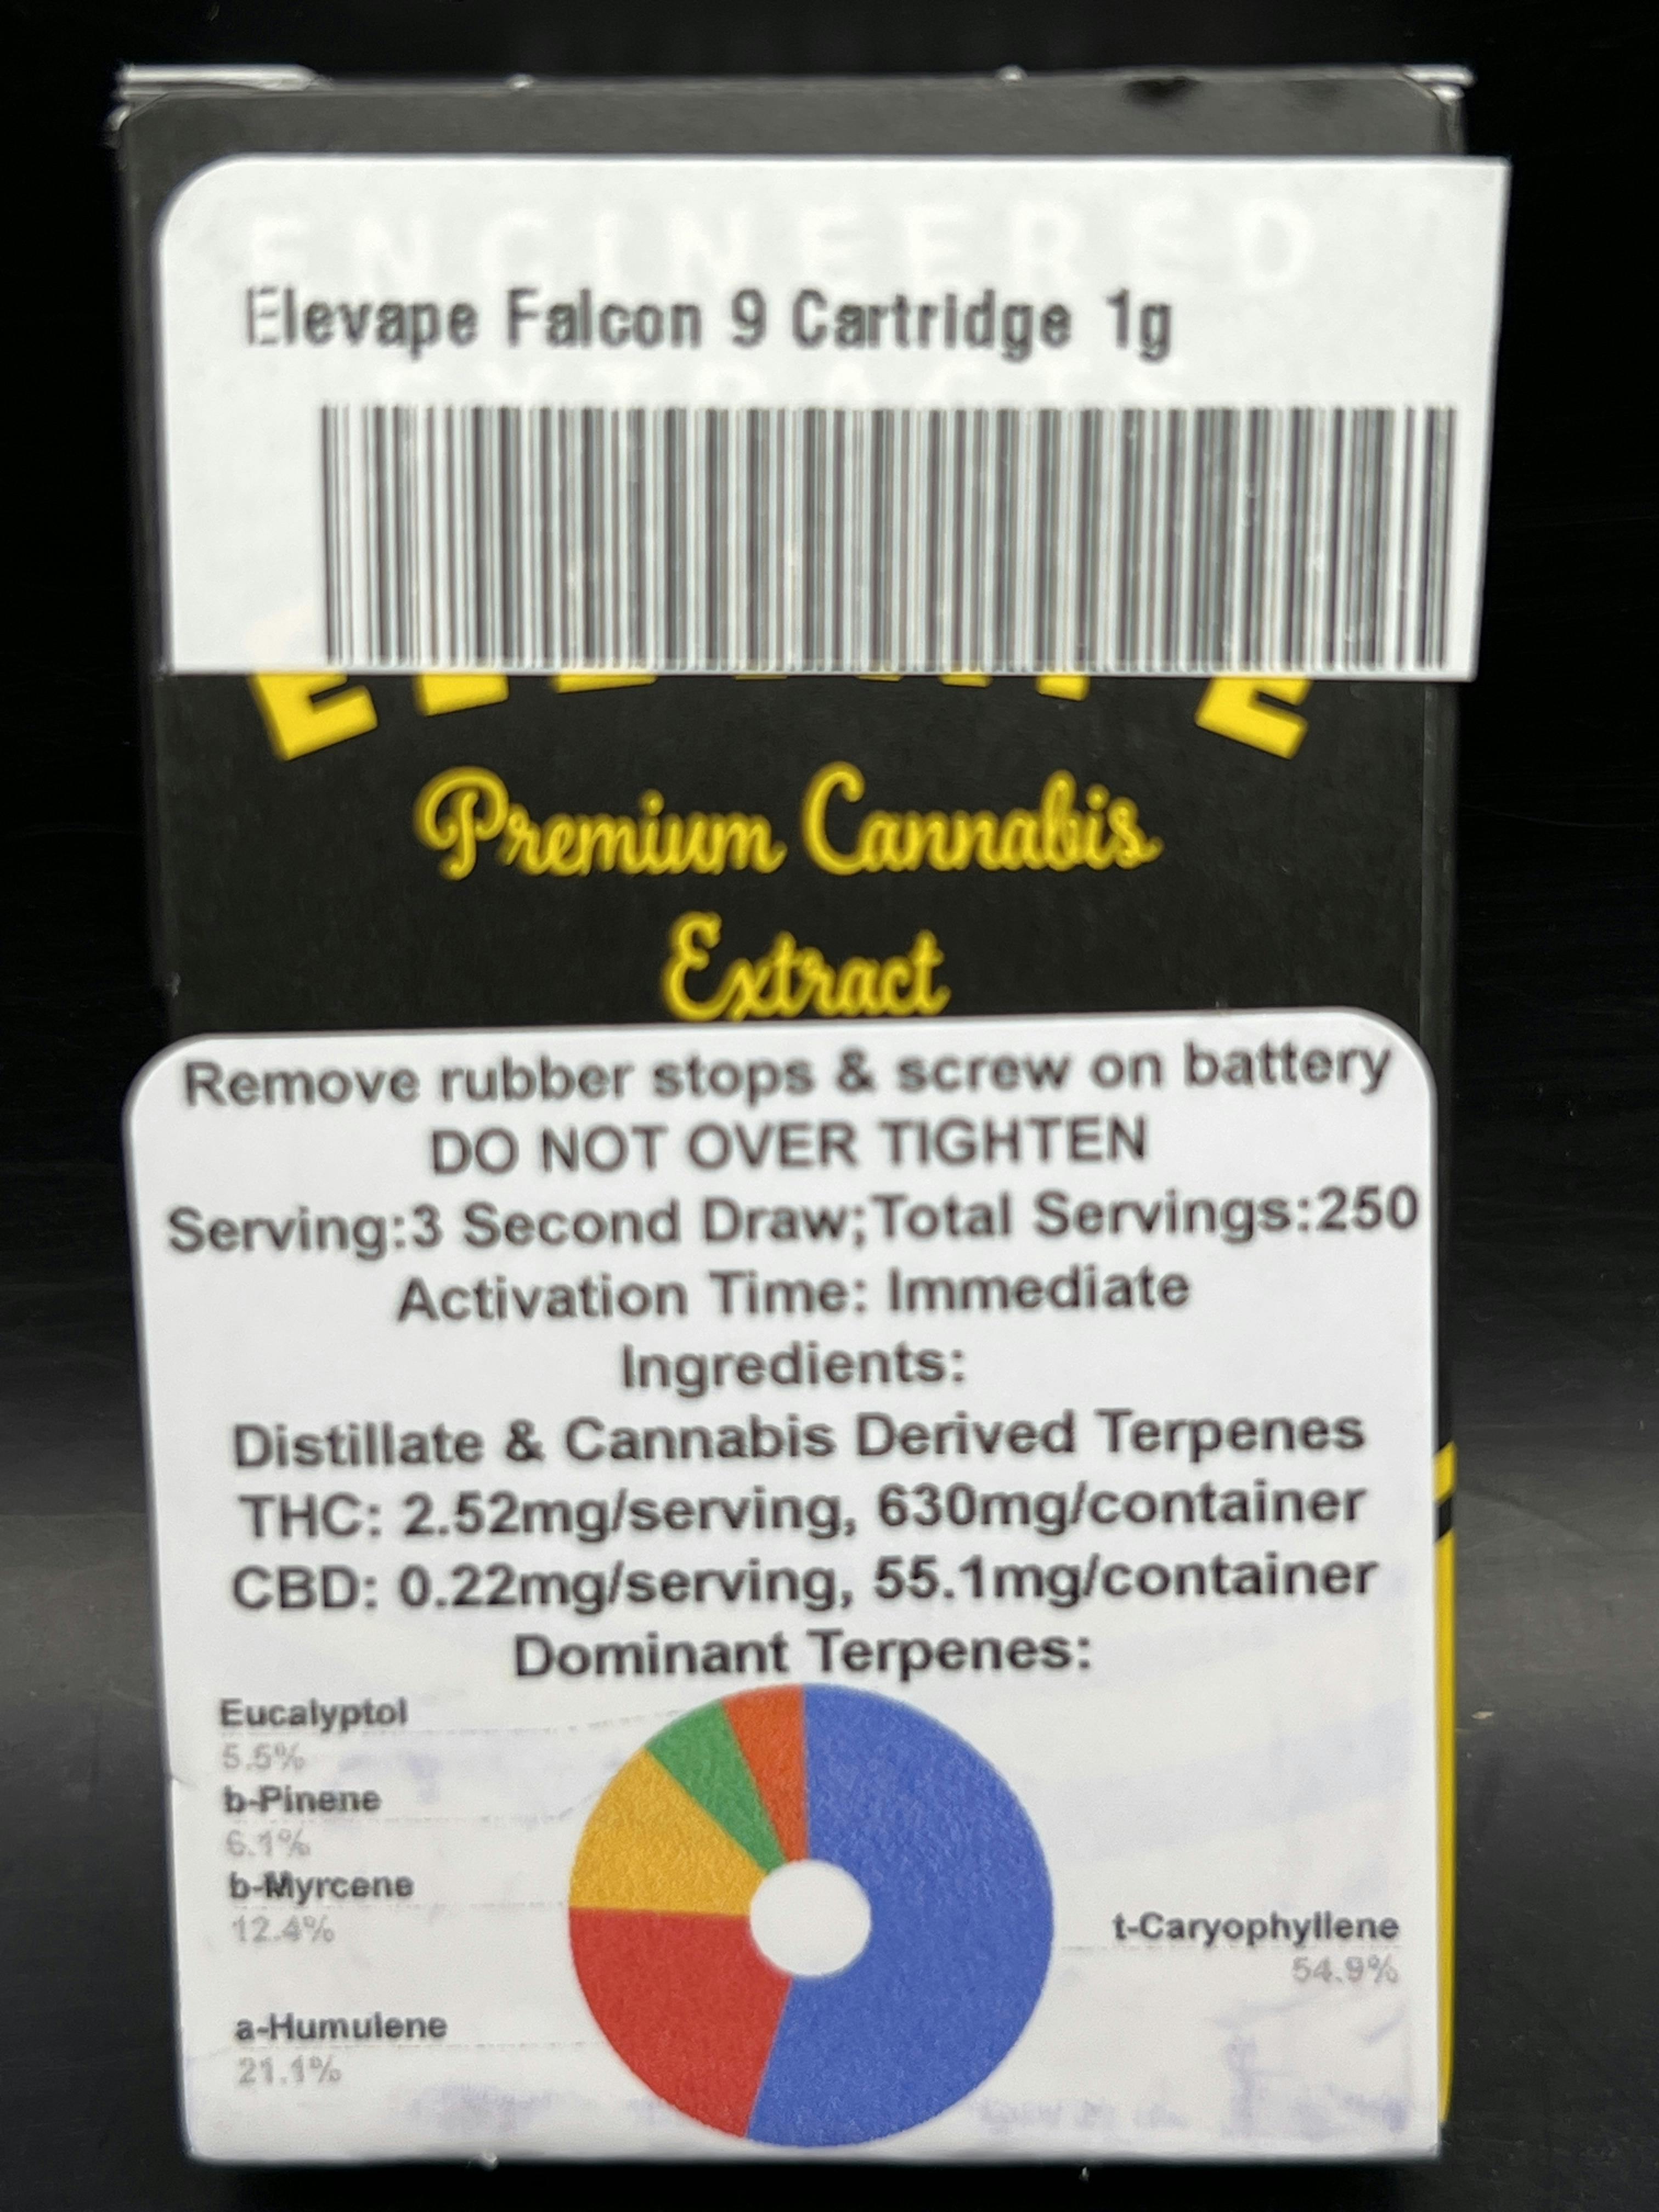 ENGINEERED
Elevape Falcon 9 Cartridge 1g
EXTRACTS
Premium Cannabis
Extract
Remove rubber stops & screw on battery
DO NOT OVER TIGHTEN
Serving:3 Second Draw;Total Servings:250
Activation Time: Immediate
Ingredients:
Distillate & Cannabis Derived Terpenes
THC: 2.52mg/serving, 630mg/container
CBD: 0.22mg/serving, 55.1mg/container
Dominant Terpenes:
Eucalyptol
5.5%
b-Pinene
6.1%
b-Myrcene
12.4%
a-Humulene
21.1%
t-Caryophyllene
54.9%